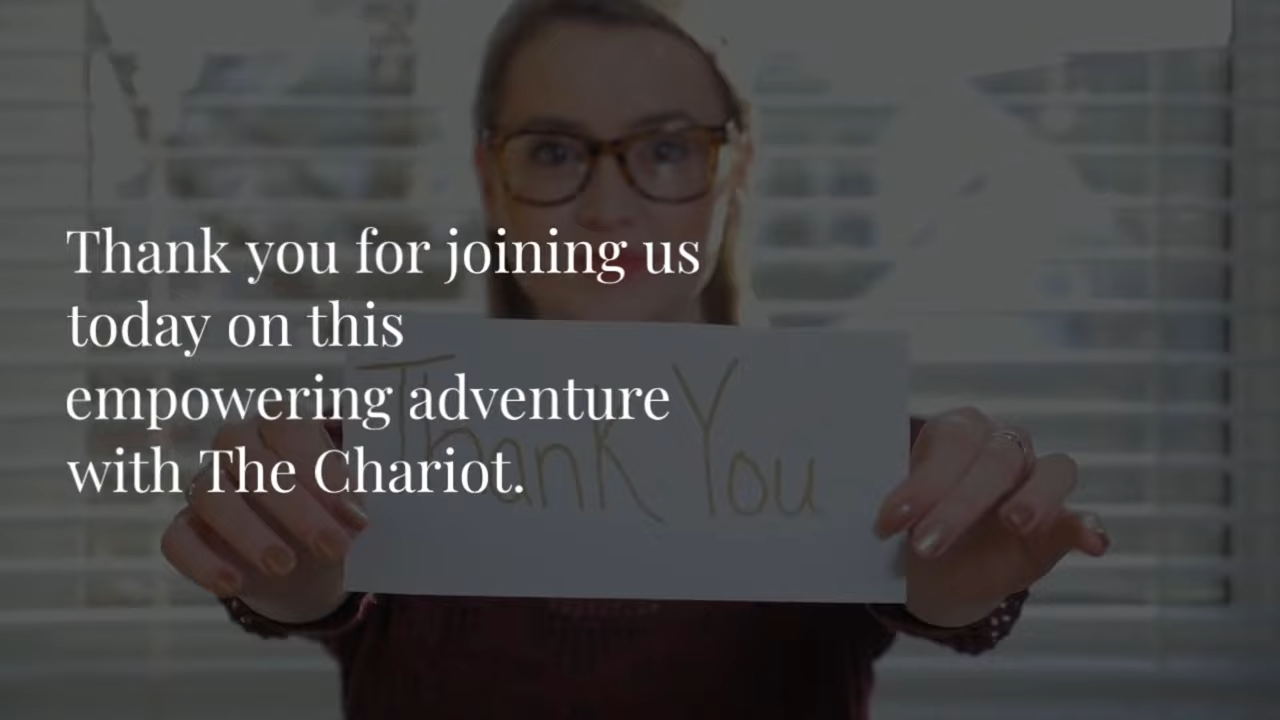 Thank you for joining us
today on this
empowering adventure
with The Chariot.
Thank You